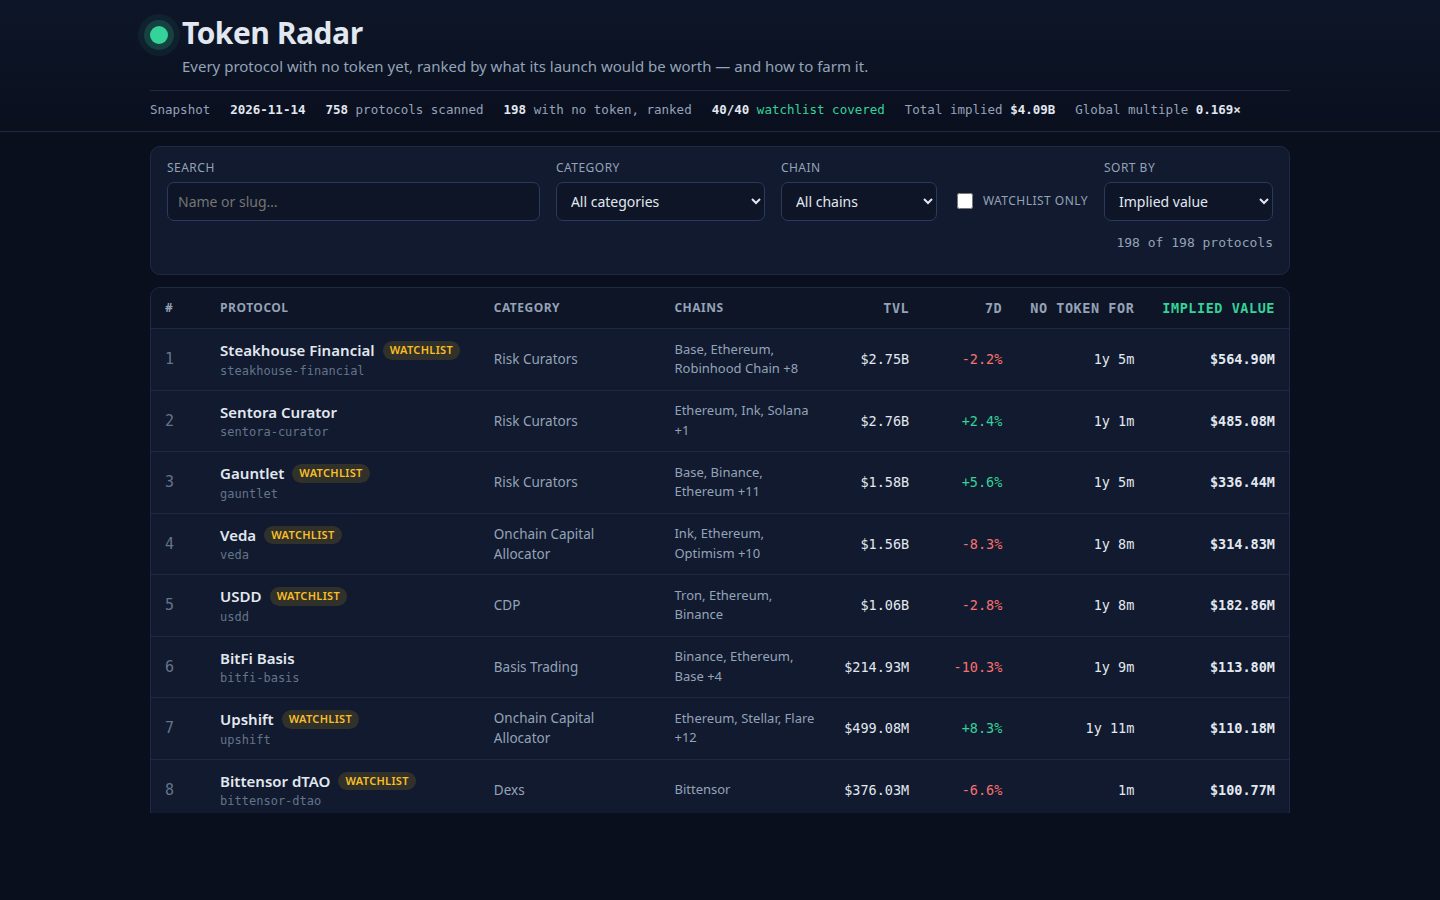 Token Radar
Every protocol with no token yet, ranked by what its launch would be worth — and how to farm it.
Snapshot 2026-11-14 758 protocols scanned 198 with no token, ranked 40/40 watchlist covered Total implied $4.09B Global multiple 0.169×
SEARCH CATEGORY CHAIN SORT BY
Name or slug... All categories All chains WATCHLIST ONLY Implied value
198 of 198 protocols
# PROTOCOL CATEGORY CHAINS TVL 7D NO TOKEN FOR IMPLIED VALUE
1 Steakhouse Financial WATCHLIST Risk Curators Base, Ethereum, $2.75B -2.2% 1y 5m $564.90M
steakhouse-financial Robinhood Chain +8
2 Sentora Curator Risk Curators Ethereum, Ink, Solana $2.76B +2.4% 1y 1m $485.08M
sentora-curator +1
3 Gauntlet WATCHLIST Risk Curators Base, Binance, $1.58B +5.6% 1y 5m $336.44M
gauntlet Ethereum +11
4 Veda WATCHLIST Onchain Capital Ink, Ethereum, $1.56B -8.3% 1y 8m $314.83M
veda Allocator Optimism +10
5 USDD WATCHLIST CDP Tron, Ethereum, $1.06B -2.8% 1y 8m $182.86M
usdd Binance
6 BitFi Basis Basis Trading Binance, Ethereum, $214.93M -10.3% 1y 9m $113.80M
bitfi-basis Base +4
7 Upshift WATCHLIST Onchain Capital Ethereum, Stellar, Flare $499.08M +8.3% 1y 11m $110.18M
upshift Allocator +12
8 Bittensor dTAO WATCHLIST Dexs Bittensor $376.03M -6.6% 1m $100.77M
bittensor-dtao